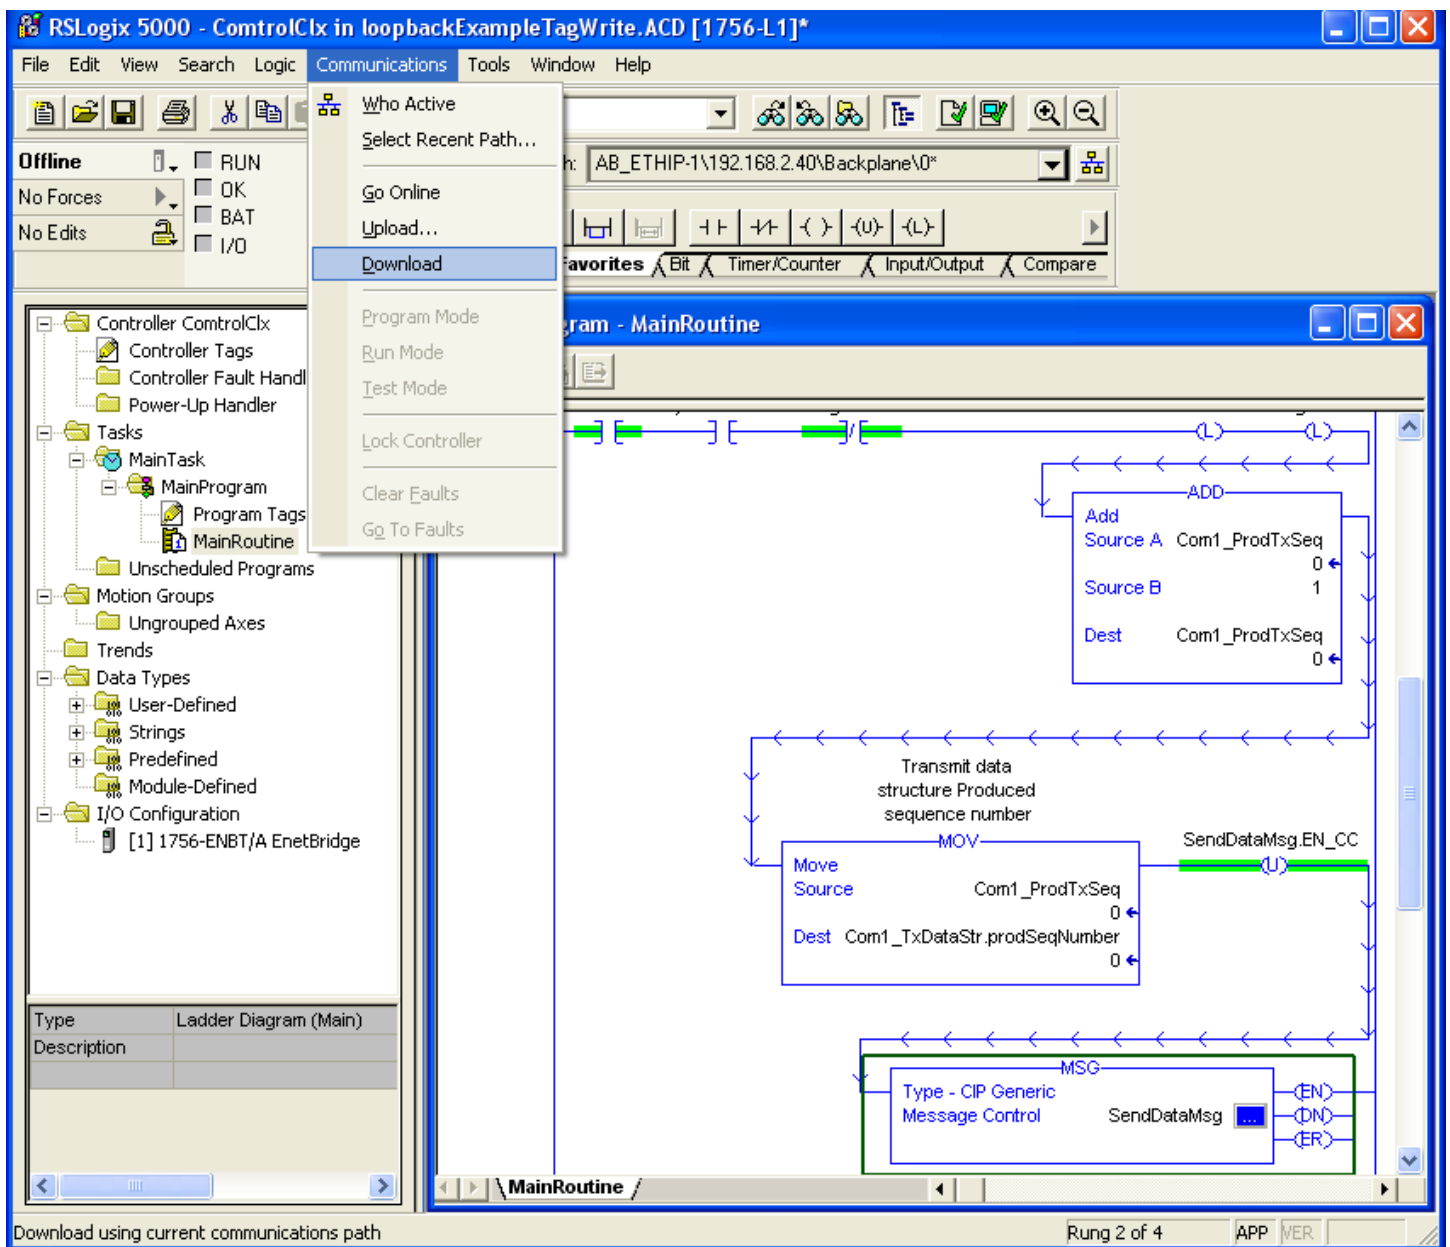 RSLogix 5000 - ComtrolClx in loopbackExampleTagWrite.ACD [1756-L1]*
File Edit View Search Logic Communications Tools Window Help
Who Active
Select Recent Path...
Go Online
Upload...
Download
Program Mode
Run Mode
Test Mode
Lock Controller
Clear Faults
Go To Faults
Offline
RUN
No Forces
OK
BAT
No Edits
I/O
h: AB_ETHIP-1\192.168.2.40\Backplane\0*
avorites Bit Timer/Counter Input/Output Compare
Controller ComtrolClx
Controller Tags
Controller Fault Handl
Power-Up Handler
Tasks
MainTask
MainProgram
Program Tags
MainRoutine
Unscheduled Programs
Motion Groups
Ungrouped Axes
Trends
Data Types
User-Defined
Strings
Predefined
Module-Defined
I/O Configuration
[1] 1756-ENBT/A EnetBridge
Type Ladder Diagram (Main)
Description
gram - MainRoutine
(L) (L)
ADD
Add
Source A Com1_ProdTxSeq
0
Source B 1
Dest Com1_ProdTxSeq
0
Transmit data
structure Produced
sequence number
MOV
Move
Source Com1_ProdTxSeq
0
Dest Com1_TxDataStr.prodSeqNumber
0
SendDataMsg.EN_CC
(U)
MSG
Type - CIP Generic
Message Control SendDataMsg ...
(EN)
(DN)
(ER)
MainRoutine
Download using current communications path
Rung 2 of 4 APP VER